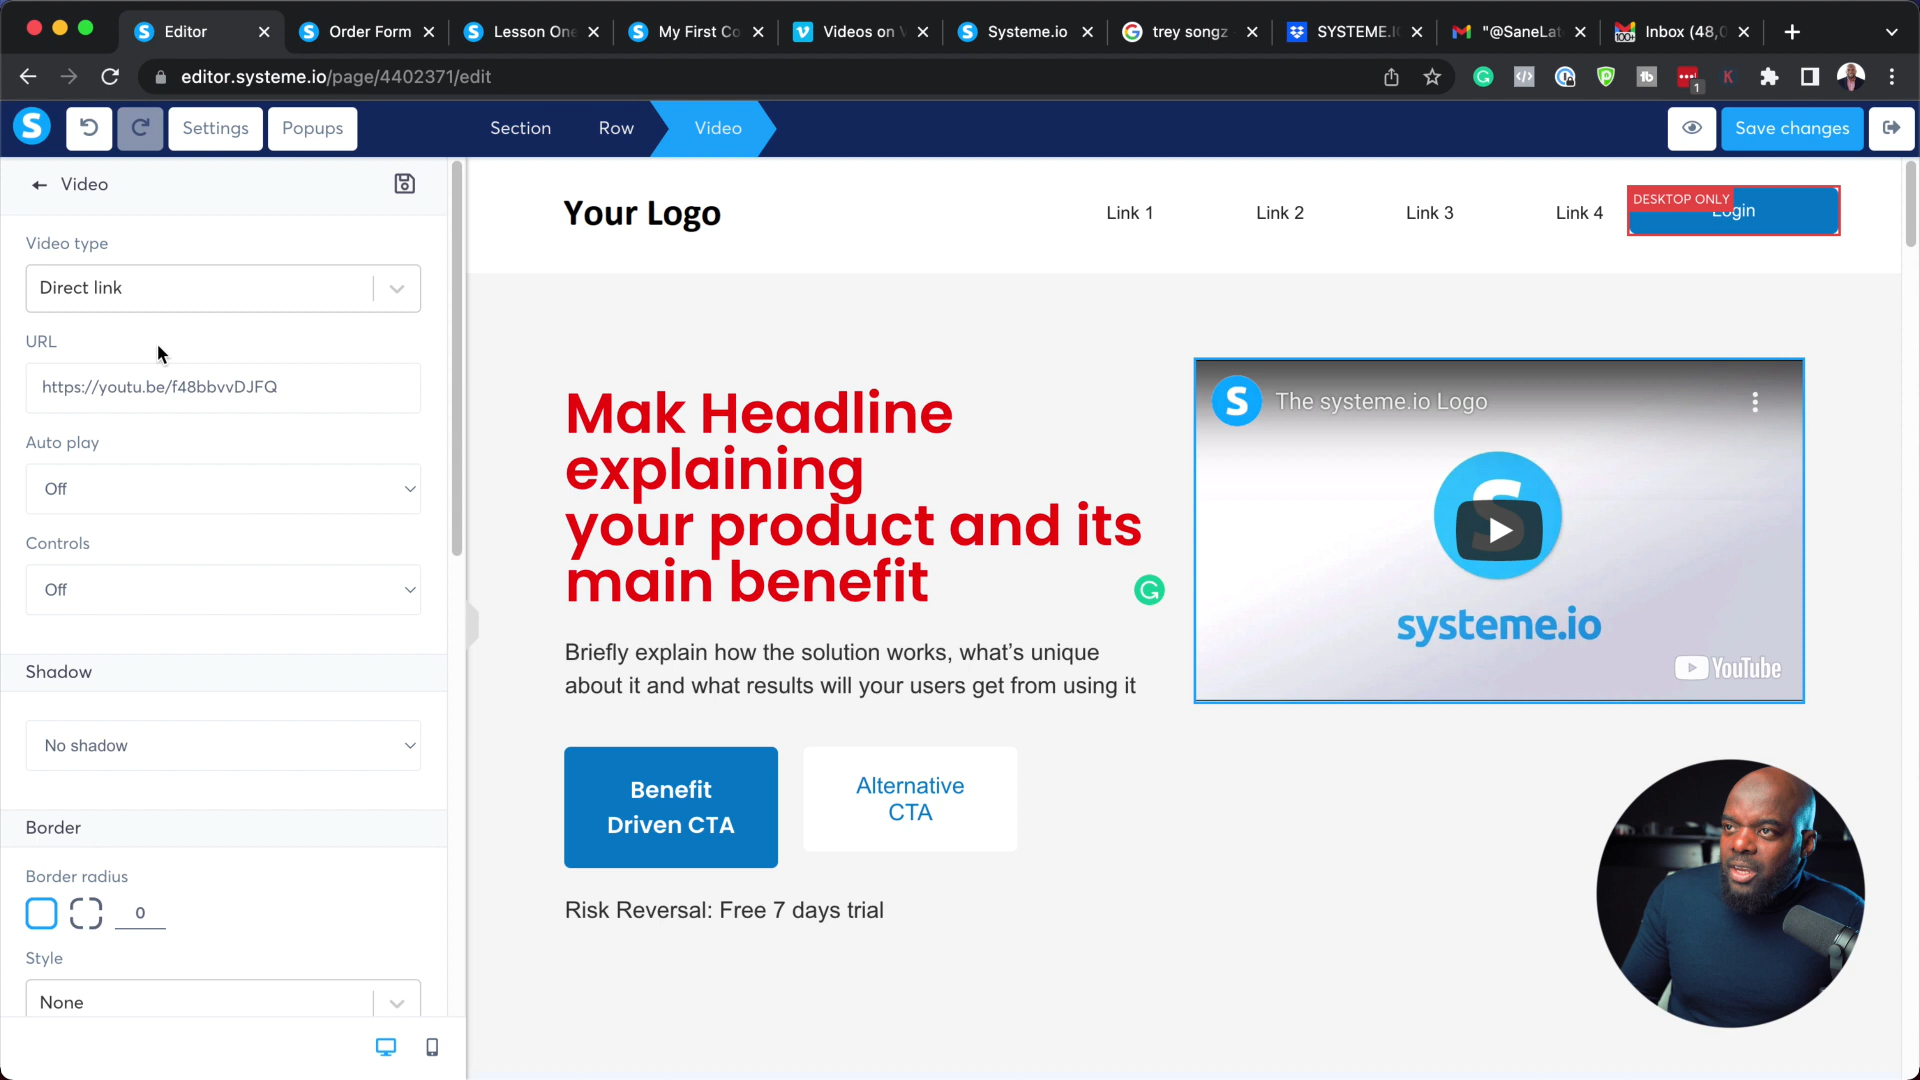 Editor
Order Form
Lesson One
My First Co
Videos on V
Systeme.io
trey songz
SYSTEME.I
"@SaneLat
Inbox (48,0
editor.systeme.io/page/4402371/edit
1
Settings
Popups
Section
Row
Video
Save changes
Video
Video type
Direct link
URL
https://youtu.be/f48bbvvDJFQ
Auto play
Off
Controls
Off
Shadow
No shadow
Border
Border radius
0
Style
None
Your Logo
Link 1
Link 2
Link 3
Link 4
DESKTOP ONLY
Login
Mak Headline
explaining
your product and its
main benefit
Briefly explain how the solution works, what's unique
about it and what results will your users get from using it
Benefit
Driven CTA
Alternative
CTA
Risk Reversal: Free 7 days trial
The systeme.io Logo
systeme.io
YouTube